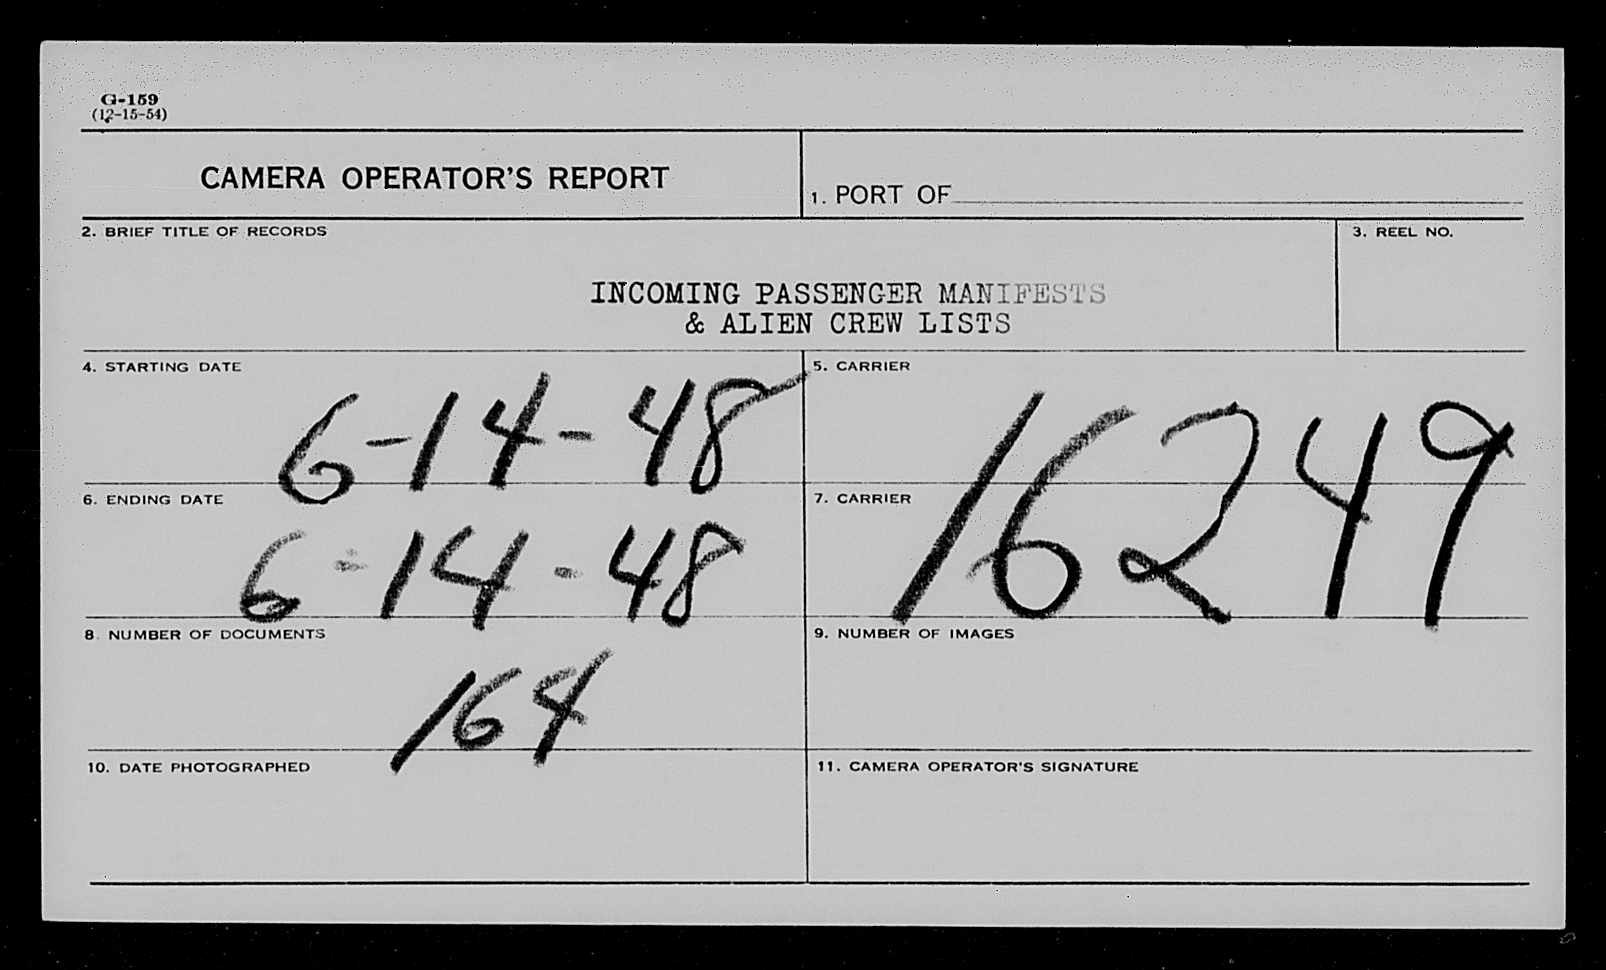 G-159
(12-15-54)
CAMERA OPERATOR'S REPORT
1. PORT OF
2. BRIEF TITLE OF RECORDS
3. REEL NO.
INCOMING PASSENGER MANIFESTS
& ALIEN CREW LISTS
4. STARTING DATE
6-14-48
5. CARRIER
16249
6. ENDING DATE
6-14-48
7. CARRIER
8. NUMBER OF DOCUMENTS
164
9. NUMBER OF IMAGES
10. DATE PHOTOGRAPHED
11. CAMERA OPERATOR'S SIGNATURE